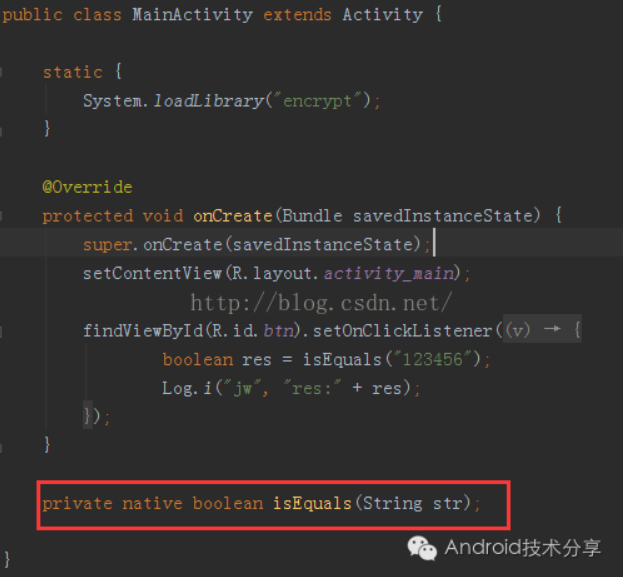 public class MainActivity extends Activity {
static {
System.loadLibrary("encrypt");
}
@Override
protected void onCreate(Bundle savedInstanceState) {
super.onCreate(savedInstanceState);
setContentView(R.layout.activity_main);
http://blog.csdn.net/
findViewById(R.id.btn).setOnClickListener((v) → {
boolean res = isEquals("123456");
Log.i("jw", "res:" + res);
});
}
private native boolean isEquals(String str);
Android技术分享
}